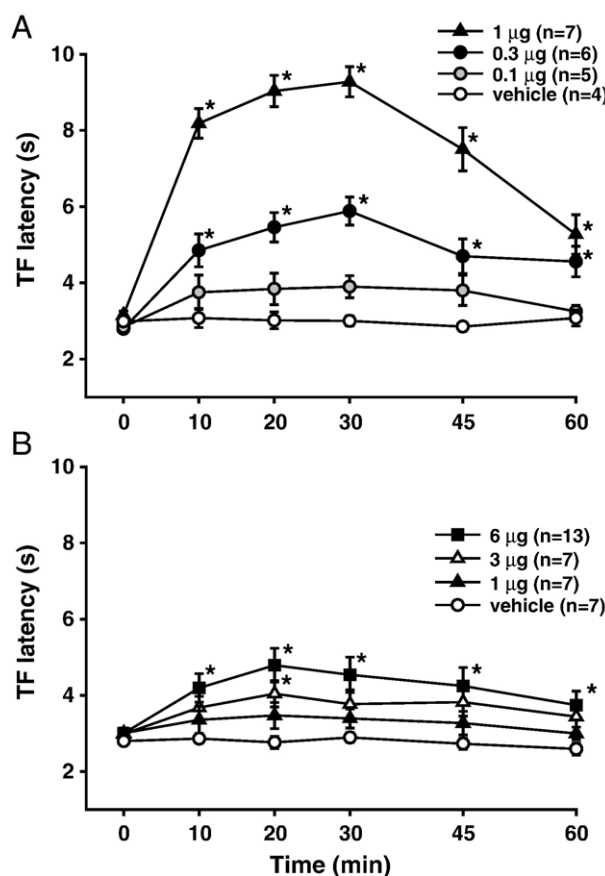 A
1 μg (n=7)
0.3 μg (n=6)
0.1 μg (n=5)
vehicle (n=4)
TF latency (s)
10
8
6
4
2
* * * * *
* * * * *
0 10 20 30 45 60
B
6 μg (n=13)
3 μg (n=7)
1 μg (n=7)
vehicle (n=7)
TF latency (s)
10
8
6
4
2
* * * * *
*
0 10 20 30 45 60
Time (min)